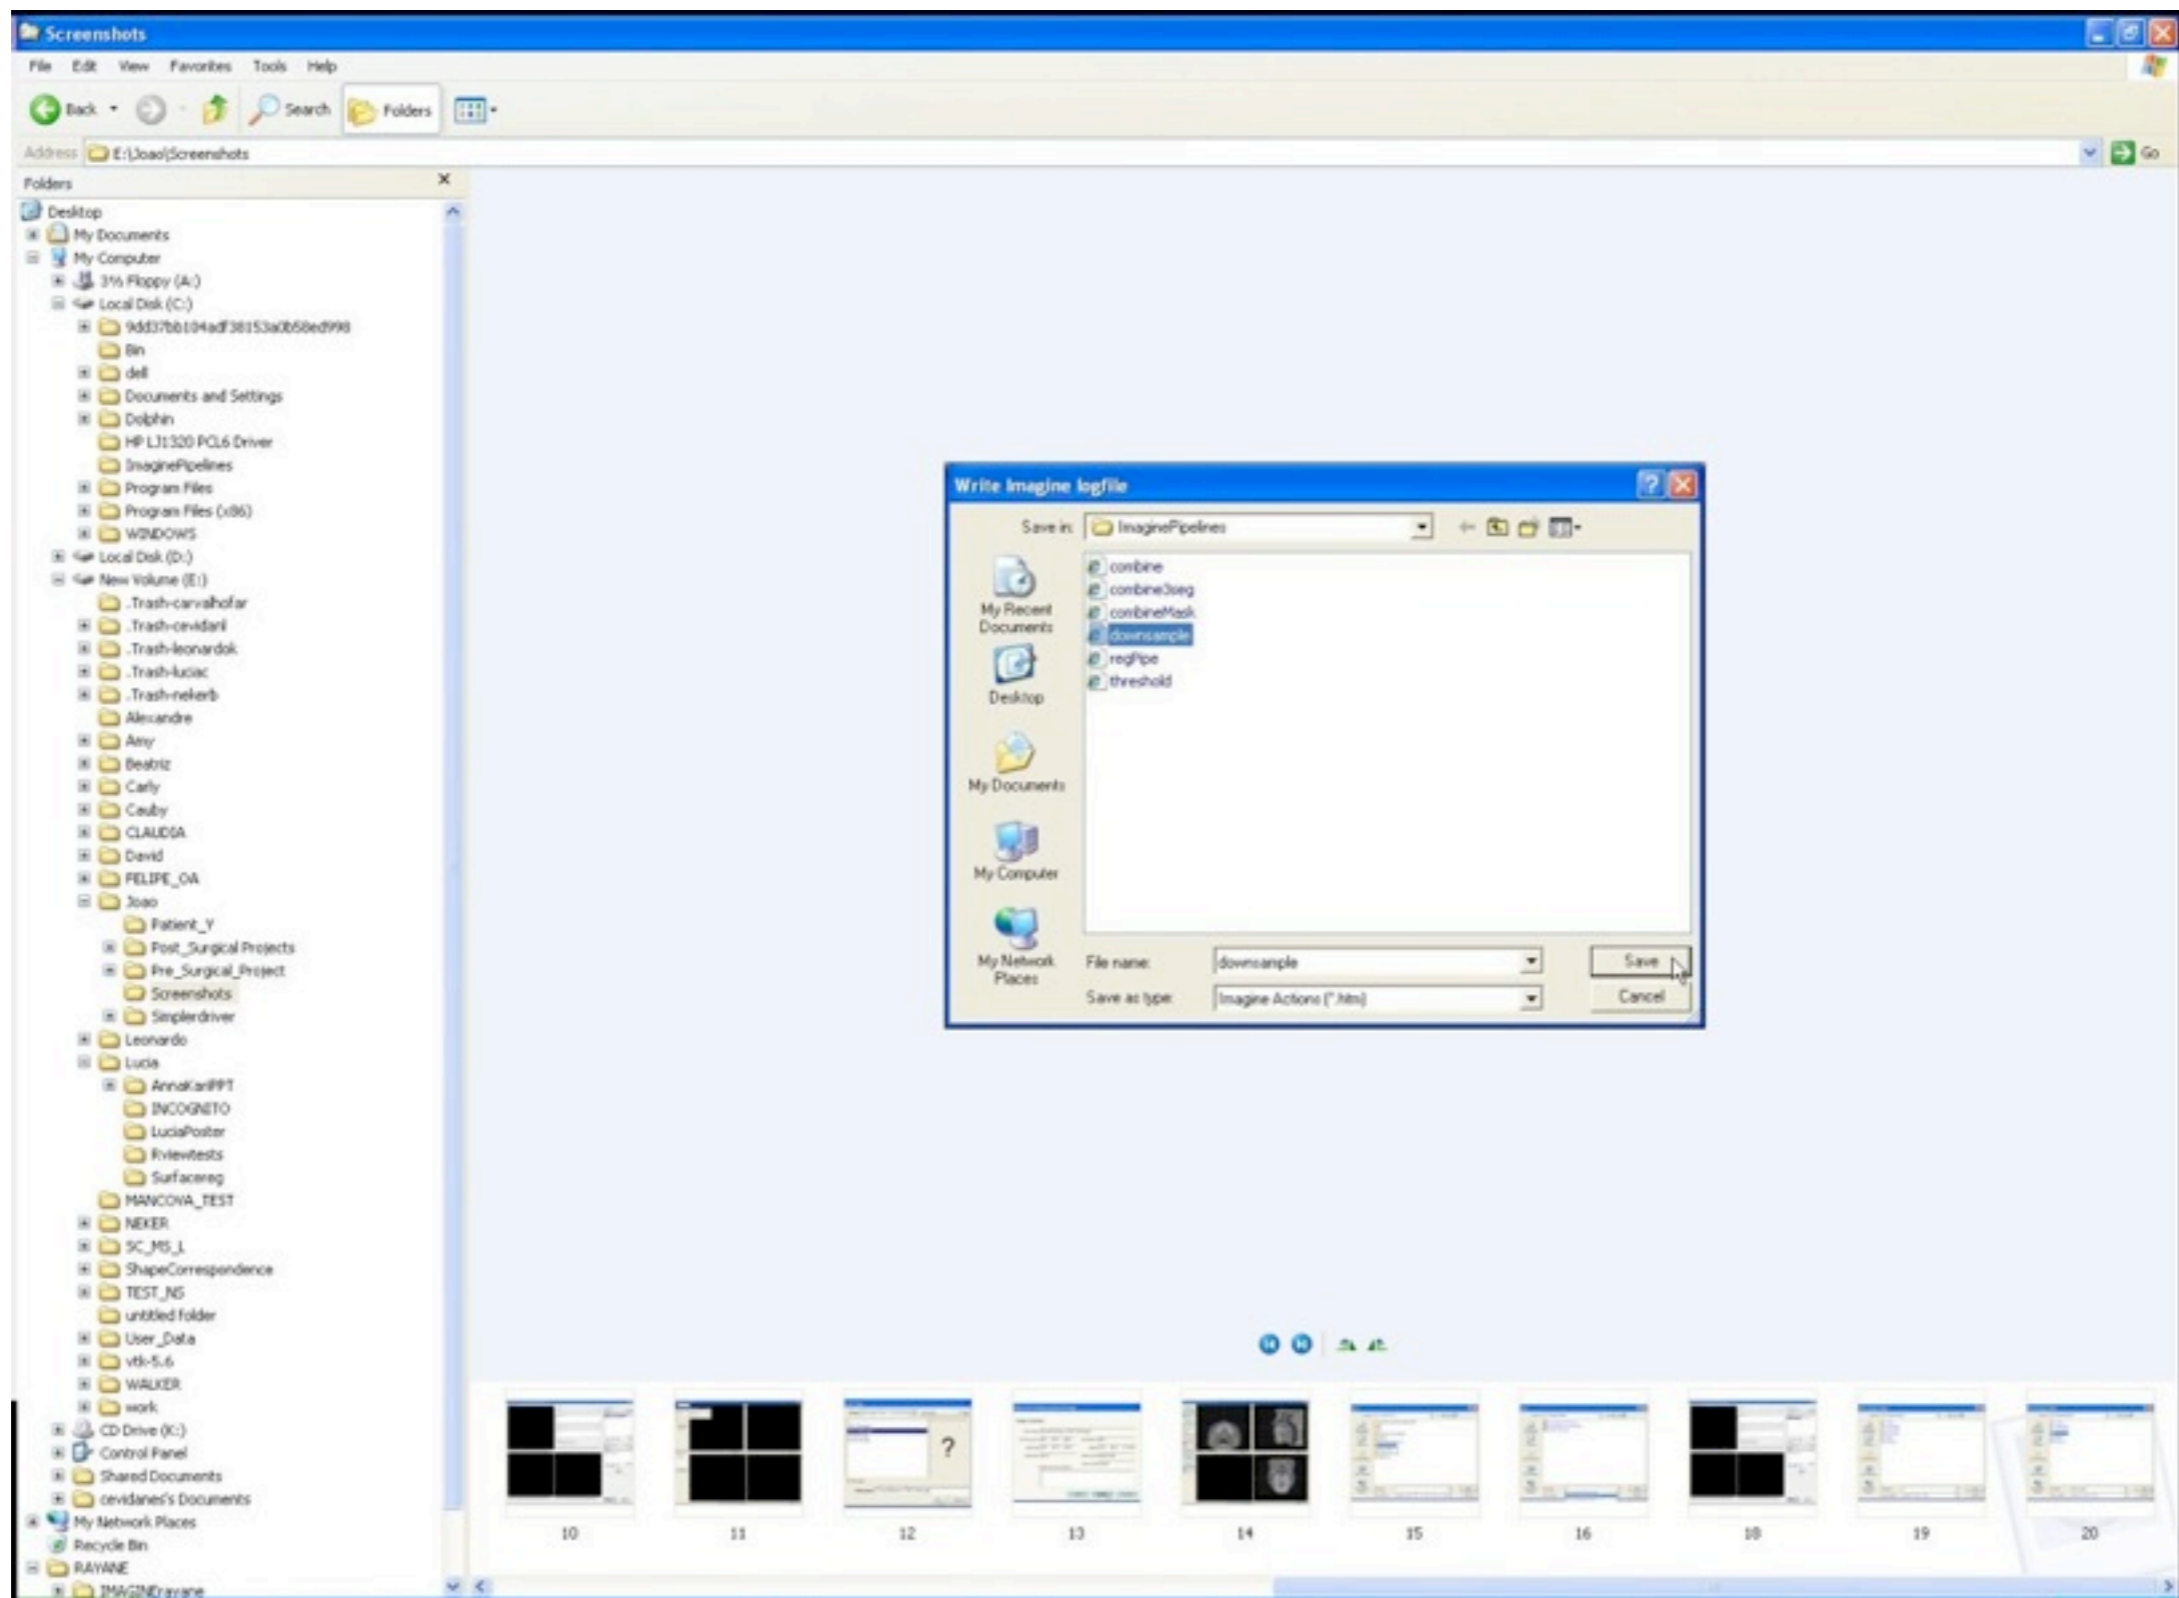 Screenshots
File Edit View Favorites Tools Help
Back Search Folders
Address E:\Joao\Screenshots Go
Folders
Desktop
My Documents
My Computer
3½ Floppy (A:)
Local Disk (C:)
9dd37bb104adf38153a0b58ed998
Bin
dell
Documents and Settings
Dolphin
HP LJ1320 PCL6 Driver
ImaginePipelines
Program Files
Program Files (x86)
WINDOWS
Local Disk (D:)
New Volume (E:)
.Trash-carvalhofar
.Trash-cevidanl
.Trash-leonardok
.Trash-luciac
.Trash-nekerb
Alexandre
Amy
Beatriz
Carly
Cauby
CLAUDIA
David
FELIPE_OA
Joao
Patient_Y
Post_Surgical Projects
Pre_Surgical_Project
Screenshots
Simplerdriver
Leonardo
Lucia
AnnaKariPPT
INCOGNITO
LuciaPoster
Rviewtests
Surfacereg
MANCOVA_TEST
NEKER
SC_MS_L
ShapeCorrespondence
TEST_NS
untitled folder
User_Data
vtk-5.6
WALKER
work
CD Drive (K:)
Control Panel
Shared Documents
cevidanes's Documents
My Network Places
Recycle Bin
RAYANE
IMAGINErayane
Write Imagine logfile
Save in: ImaginePipelines
My Recent
Documents
Desktop
My Documents
My Computer
My Network
Places
combine
combine3seg
combineMask
downsample
regPipe
threshold
File name: downsample Save
Save as type: Imagine Actions (*.htm) Cancel
?
10 11 12 13 14 15 16 18 19 20